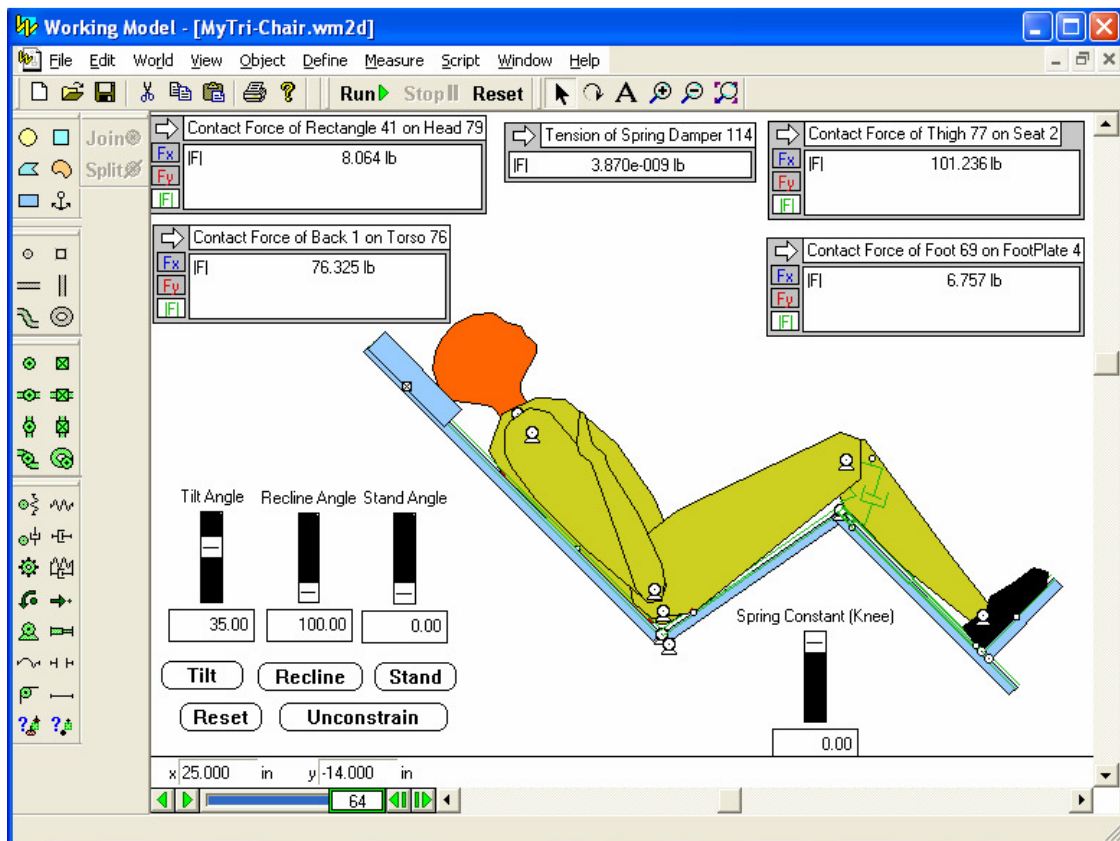 Working Model - [MyTri-Chair.wm2d]
File Edit World View Object Define Measure Script Window Help
Run Stop Reset A
Join
Split
Contact Force of Rectangle 41 on Head 79
Fx |F| 8.064 lb
Fy
|F|
Tension of Spring Damper 114
|F| 3.870e-009 lb
Contact Force of Thigh 77 on Seat 2
Fx |F| 101.236 lb
Fy
|F|
Contact Force of Back 1 on Torso 76
Fx |F| 76.325 lb
Fy
|F|
Contact Force of Foot 69 on FootPlate 4
Fx |F| 6.757 lb
Fy
|F|
Tilt Angle Recline Angle Stand Angle
35.00 100.00 0.00
Tilt Recline Stand
Reset Unconstrain
Spring Constant (Knee)
0.00
x 25.000 in y -14.000 in
64